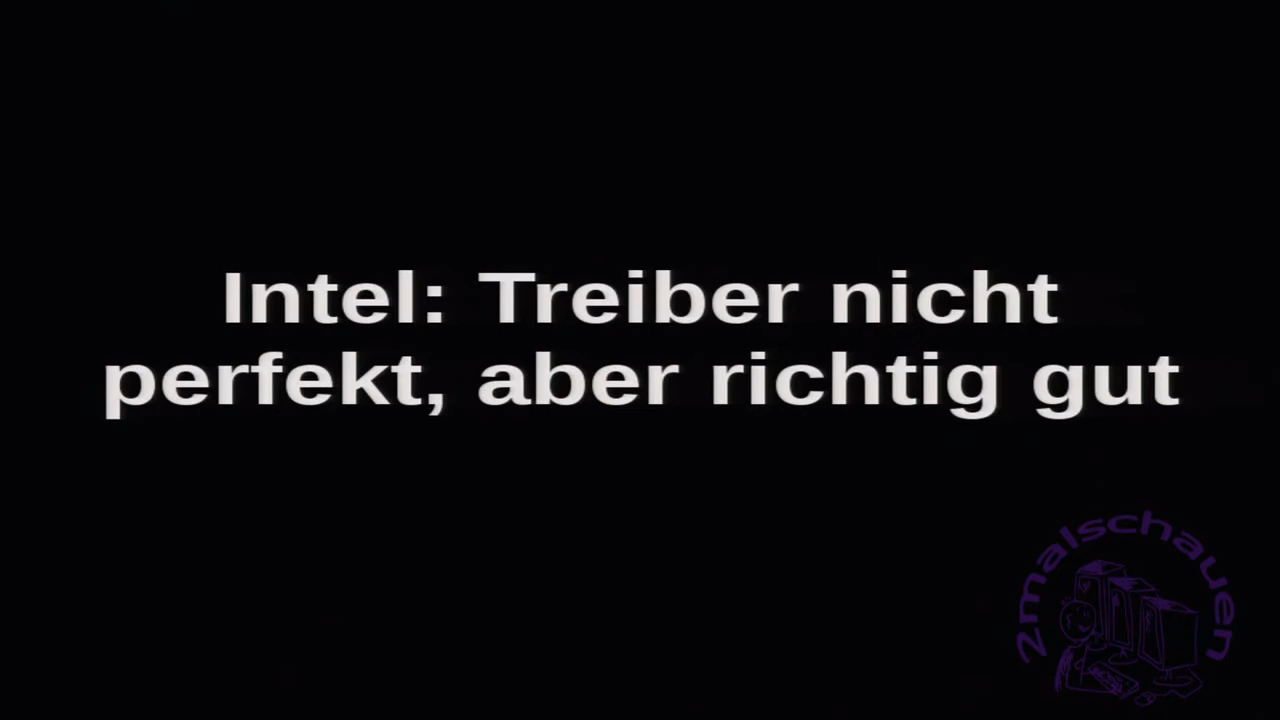 Intel: Treiber nicht
perfekt, aber richtig gut
2malschauen